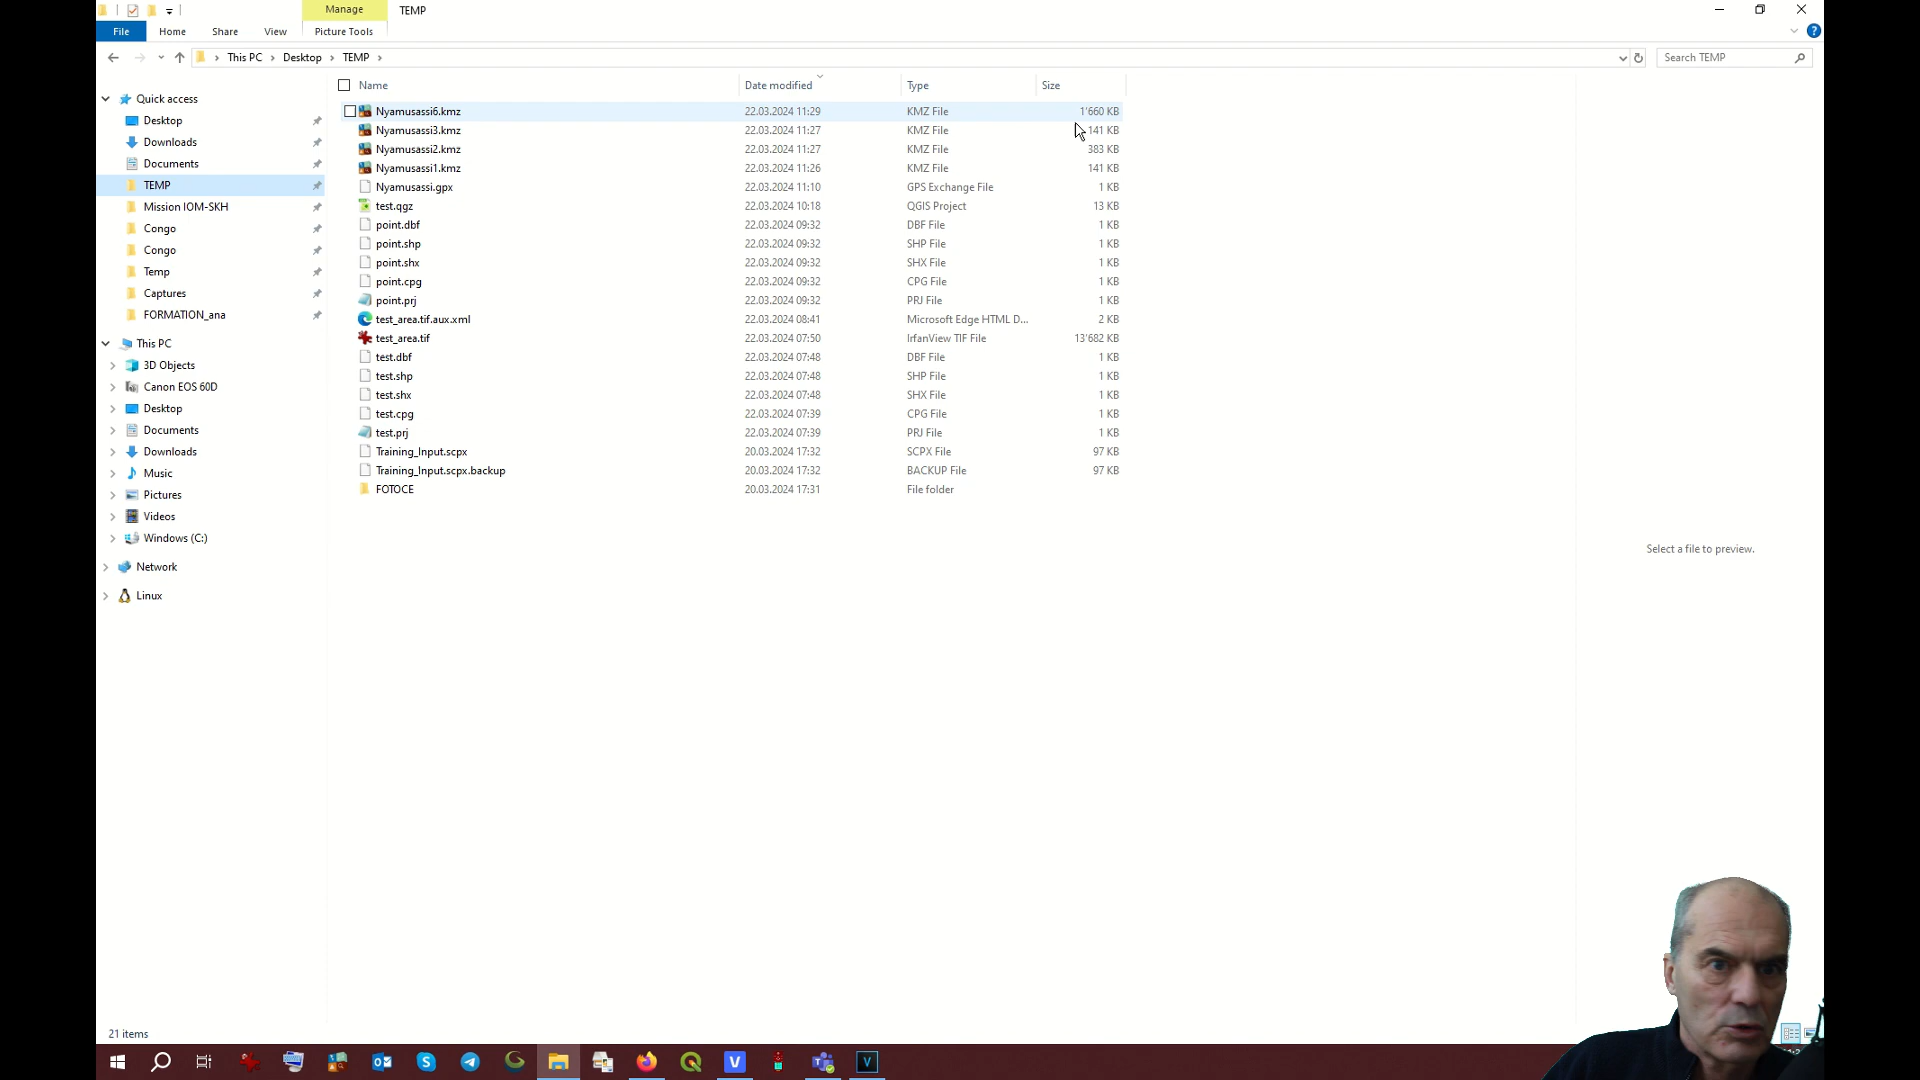 Manage TEMP
File Home Share View Picture Tools
This PC Desktop TEMP Search TEMP
Name Date modified Type Size
Quick access
Desktop
Downloads
Documents
TEMP
Mission IOM-SKH
Congo
Congo
Temp
Captures
FORMATION_ana
This PC
3D Objects
Canon EOS 60D
Desktop
Documents
Downloads
Music
Pictures
Videos
Windows (C:)
Network
Linux
Nyamusassi6.kmz 22.03.2024 11:29 KMZ File 1'660 KB
Nyamusassi3.kmz 22.03.2024 11:27 KMZ File 141 KB
Nyamusassi2.kmz 22.03.2024 11:27 KMZ File 383 KB
Nyamusassi1.kmz 22.03.2024 11:26 KMZ File 141 KB
Nyamusassi.gpx 22.03.2024 11:10 GPS Exchange File 1 KB
test.qgz 22.03.2024 10:18 QGIS Project 13 KB
point.dbf 22.03.2024 09:32 DBF File 1 KB
point.shp 22.03.2024 09:32 SHP File 1 KB
point.shx 22.03.2024 09:32 SHX File 1 KB
point.cpg 22.03.2024 09:32 CPG File 1 KB
point.prj 22.03.2024 09:32 PRJ File 1 KB
test_area.tif.aux.xml 22.03.2024 08:41 Microsoft Edge HTML D... 2 KB
test_area.tif 22.03.2024 07:50 IrfanView TIF File 13'682 KB
test.dbf 22.03.2024 07:48 DBF File 1 KB
test.shp 22.03.2024 07:48 SHP File 1 KB
test.shx 22.03.2024 07:48 SHX File 1 KB
test.cpg 22.03.2024 07:39 CPG File 1 KB
test.prj 22.03.2024 07:39 PRJ File 1 KB
Training_Input.scpx 20.03.2024 17:32 SCPX File 97 KB
Training_Input.scpx.backup 20.03.2024 17:32 BACKUP File 97 KB
FOTOCE 20.03.2024 17:31 File folder
Select a file to preview.
21 items